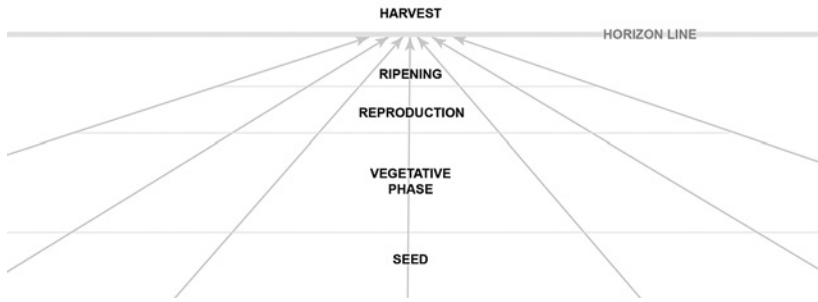 HARVEST
HORIZON LINE
RIPENING
REPRODUCTION
VEGETATIVE
PHASE
SEED